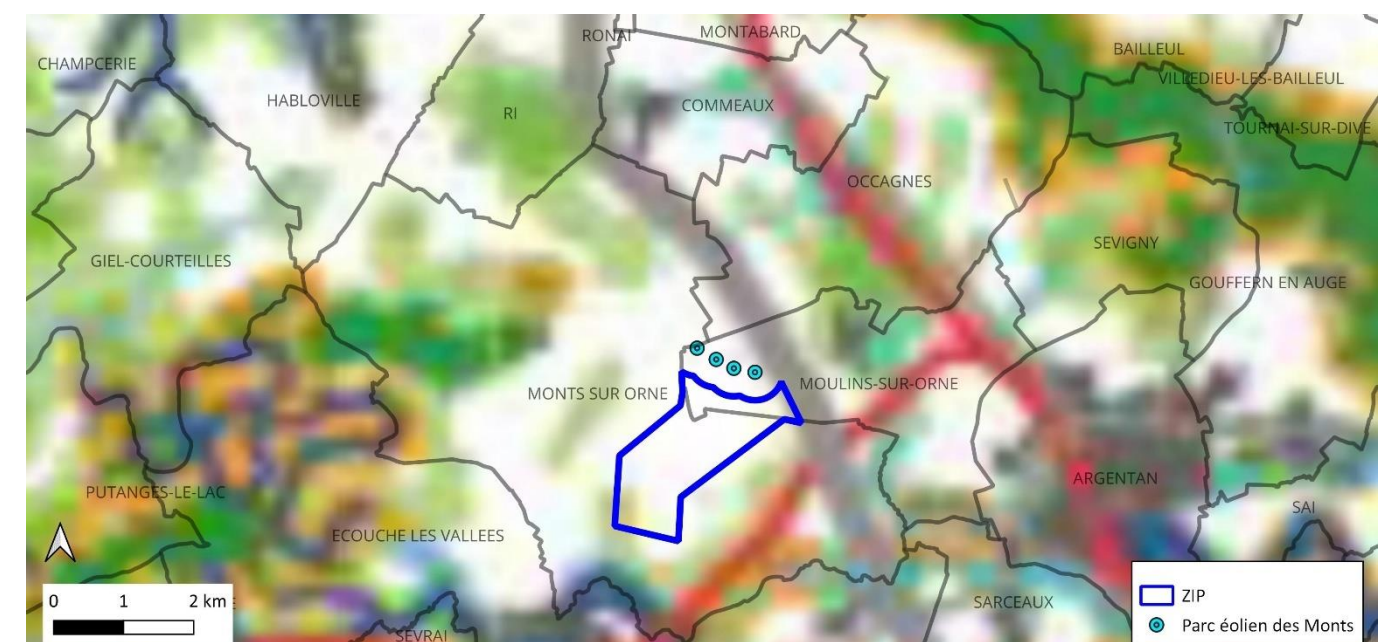 RONAI
MONTABARD
BAILLEUL
CHAMPCERIE
VILLEDIEU-LES-BAILLEUL
HABLOVILLE
RI
COMMEAUX
TOURNAI-SUR-DIVE
OCCAGNES
SEVIGNY
GIEL-COURTEILLES
GOUFFERN EN AUGE
MONTS SUR ORNE
MOULINS-SUR-ORNE
PUTANGES-LE-LAC
ARGENTAN
SAI
ECOUCHE LES VALLEES
0 1 2 km
SARCEAUX
SEVRAI
ZIP
Parc éolien des Monts